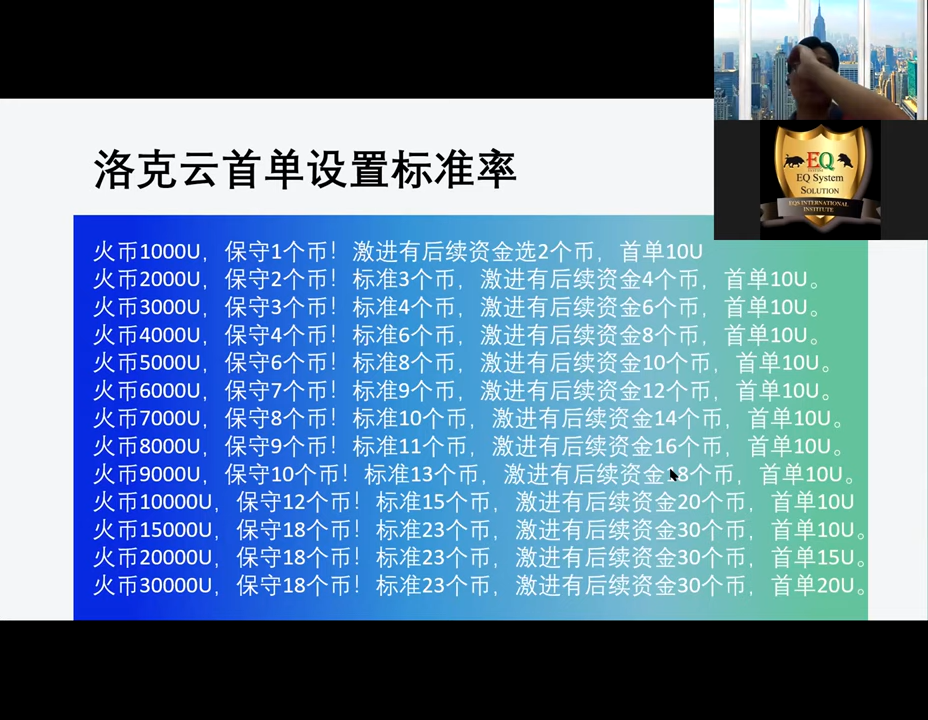 洛克云首单设置标准率
EQ
EQ System
SOLUTION
EQS INTERNATIONAL
INSTITUTE
火币1000U，保守1个币！激进有后续资金选2个币，首单10U
火币2000U，保守2个币！标准3个币，激进有后续资金4个币，首单10U。
火币3000U，保守3个币！标准4个币，激进有后续资金6个币，首单10U。
火币4000U，保守4个币！标准6个币，激进有后续资金8个币，首单10U。
火币5000U，保守6个币！标准8个币，激进有后续资金10个币，首单10U。
火币6000U，保守7个币！标准9个币，激进有后续资金12个币，首单10U。
火币7000U，保守8个币！标准10个币，激进有后续资金14个币，首单10U。
火币8000U，保守9个币！标准11个币，激进有后续资金16个币，首单10U。
火币9000U，保守10个币！标准13个币，激进有后续资金18个币，首单10U。
火币10000U，保守12个币！标准15个币，激进有后续资金20个币，首单10U
火币15000U，保守18个币！标准23个币，激进有后续资金30个币，首单10U。
火币20000U，保守18个币！标准23个币，激进有后续资金30个币，首单15U。
火币30000U，保守18个币！标准23个币，激进有后续资金30个币，首单20U。